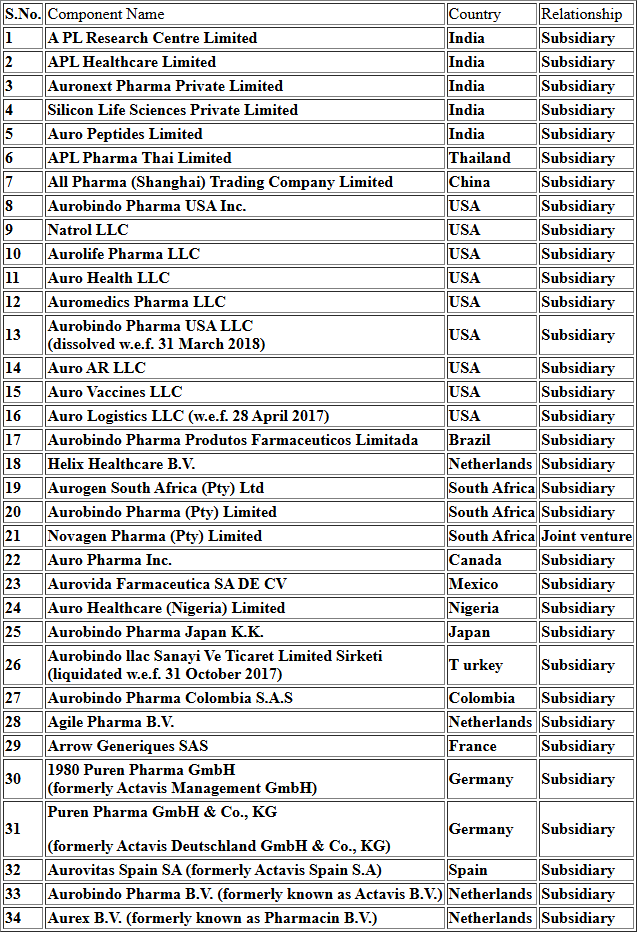 S.No. Component Name Country Relationship
1 A PL Research Centre Limited India Subsidiary
2 APL Healthcare Limited India Subsidiary
3 Auronext Pharma Private Limited India Subsidiary
4 Silicon Life Sciences Private Limited India Subsidiary
5 Auro Peptides Limited India Subsidiary
6 APL Pharma Thai Limited Thailand Subsidiary
7 All Pharma (Shanghai) Trading Company Limited China Subsidiary
8 Aurobindo Pharma USA Inc. USA Subsidiary
9 Natrol LLC USA Subsidiary
10 Aurolife Pharma LLC USA Subsidiary
11 Auro Health LLC USA Subsidiary
12 Auromedics Pharma LLC USA Subsidiary
13 Aurobindo Pharma USA LLC
(dissolved w.e.f. 31 March 2018) USA Subsidiary
14 Auro AR LLC USA Subsidiary
15 Auro Vaccines LLC USA Subsidiary
16 Auro Logistics LLC (w.e.f. 28 April 2017) USA Subsidiary
17 Aurobindo Pharma Produtos Farmaceuticos Limitada Brazil Subsidiary
18 Helix Healthcare B.V. Netherlands Subsidiary
19 Aurogen South Africa (Pty) Ltd South Africa Subsidiary
20 Aurobindo Pharma (Pty) Limited South Africa Subsidiary
21 Novagen Pharma (Pty) Limited South Africa Joint venture
22 Auro Pharma Inc. Canada Subsidiary
23 Aurovida Farmaceutica SA DE CV Mexico Subsidiary
24 Auro Healthcare (Nigeria) Limited Nigeria Subsidiary
25 Aurobindo Pharma Japan K.K. Japan Subsidiary
26 Aurobindo llac Sanayi Ve Ticaret Limited Sirketi
(liquidated w.e.f. 31 October 2017) T urkey Subsidiary
27 Aurobindo Pharma Colombia S.A.S Colombia Subsidiary
28 Agile Pharma B.V. Netherlands Subsidiary
29 Arrow Generiques SAS France Subsidiary
30 1980 Puren Pharma GmbH
(formerly Actavis Management GmbH) Germany Subsidiary
31 Puren Pharma GmbH & Co., KG
(formerly Actavis Deutschland GmbH & Co., KG) Germany Subsidiary
32 Aurovitas Spain SA (formerly Actavis Spain S.A) Spain Subsidiary
33 Aurobindo Pharma B.V. (formerly known as Actavis B.V.) Netherlands Subsidiary
34 Aurex B.V. (formerly known as Pharmacin B.V.) Netherlands Subsidiary